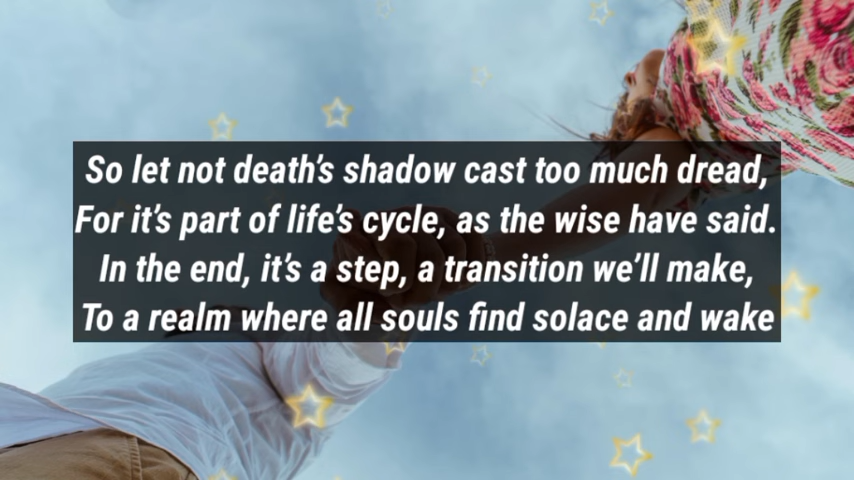 So let not death’s shadow cast too much dread,
For it’s part of life’s cycle, as the wise have said.
In the end, it’s a step, a transition we’ll make,
To a realm where all souls find solace and wake